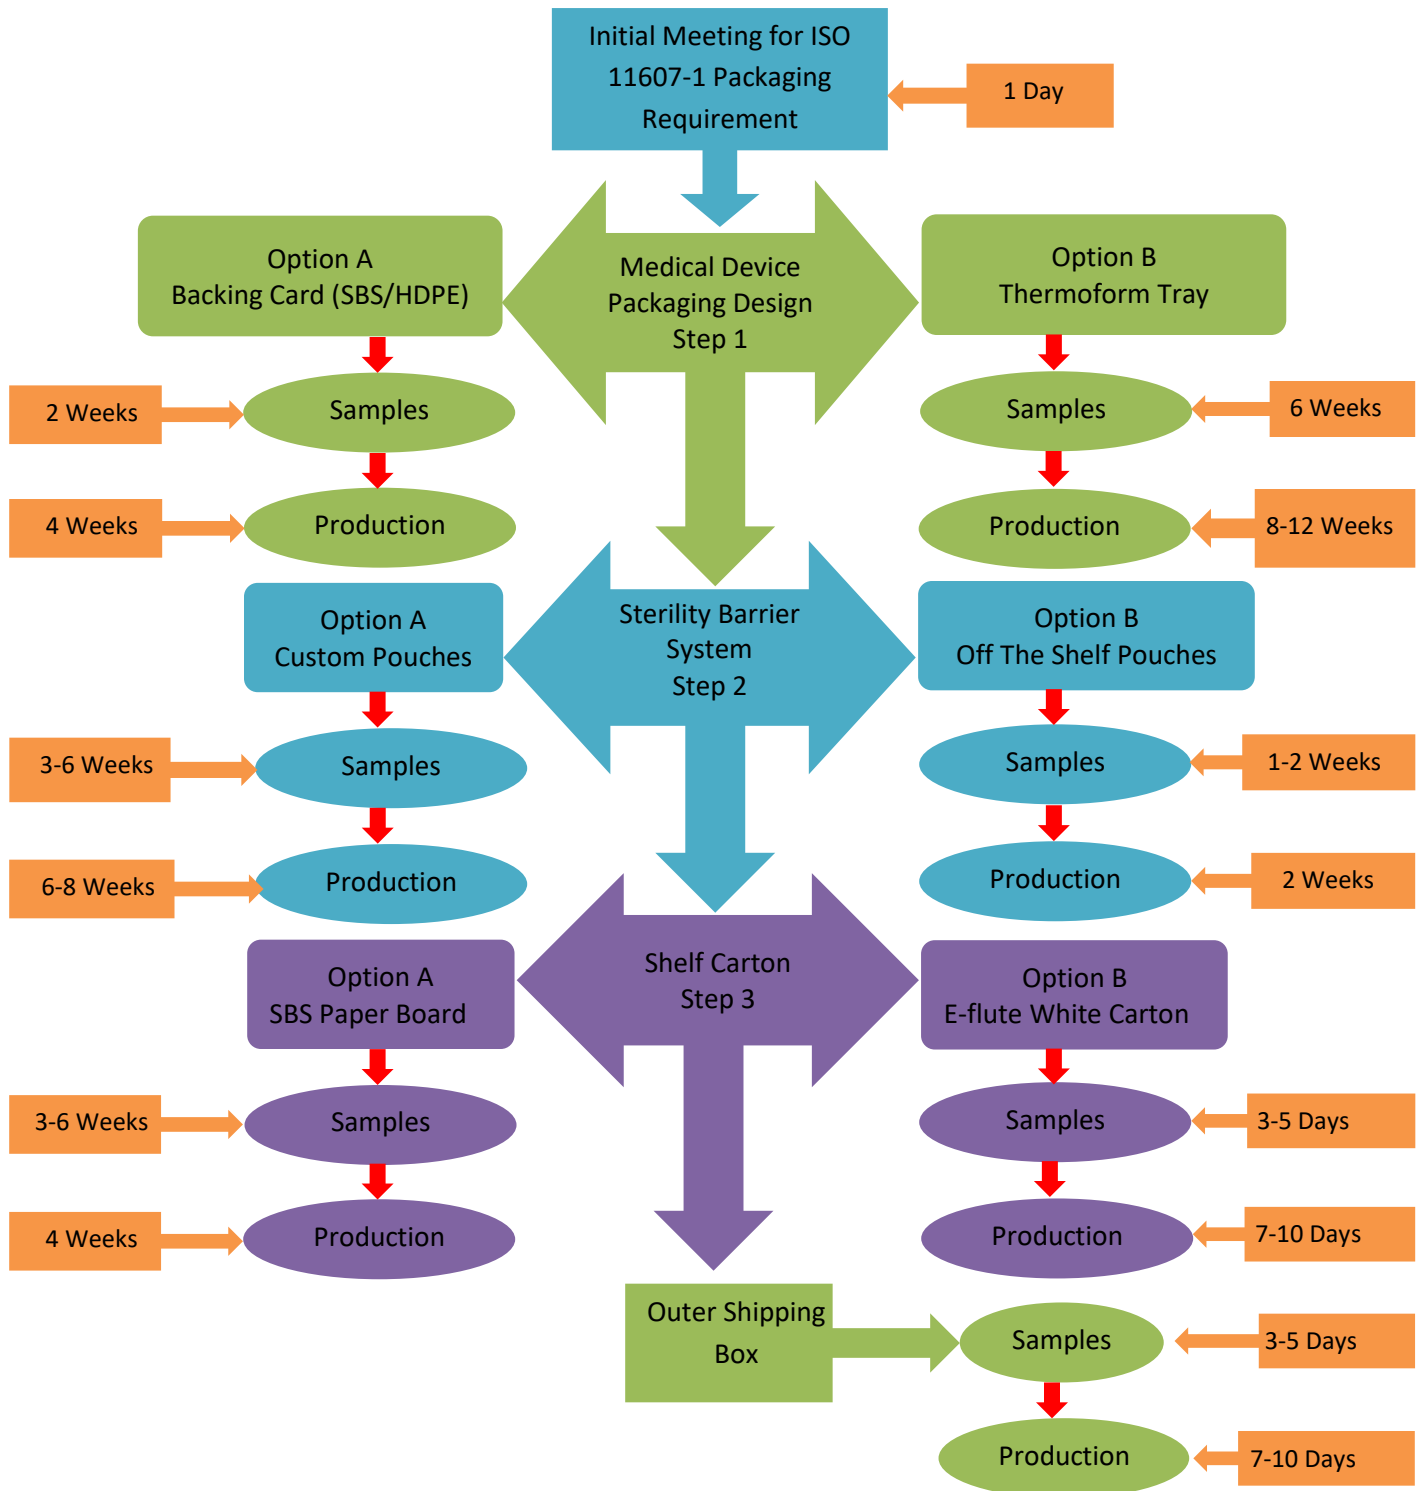 Initial Meeting for ISO
11607-1 Packaging
Requirement
1 Day
Option A
Backing Card (SBS/HDPE)
Medical Device
Packaging Design
Step 1
Option B
Thermoform Tray
2 Weeks
Samples
Samples
6 Weeks
4 Weeks
Production
Production
8-12 Weeks
Option A
Custom Pouches
Sterility Barrier
System
Step 2
Option B
Off The Shelf Pouches
3-6 Weeks
Samples
Samples
1-2 Weeks
6-8 Weeks
Production
Production
2 Weeks
Option A
SBS Paper Board
Shelf Carton
Step 3
Option B
E-flute White Carton
3-6 Weeks
Samples
Samples
3-5 Days
4 Weeks
Production
Production
7-10 Days
Outer Shipping
Box
Samples
3-5 Days
Production
7-10 Days